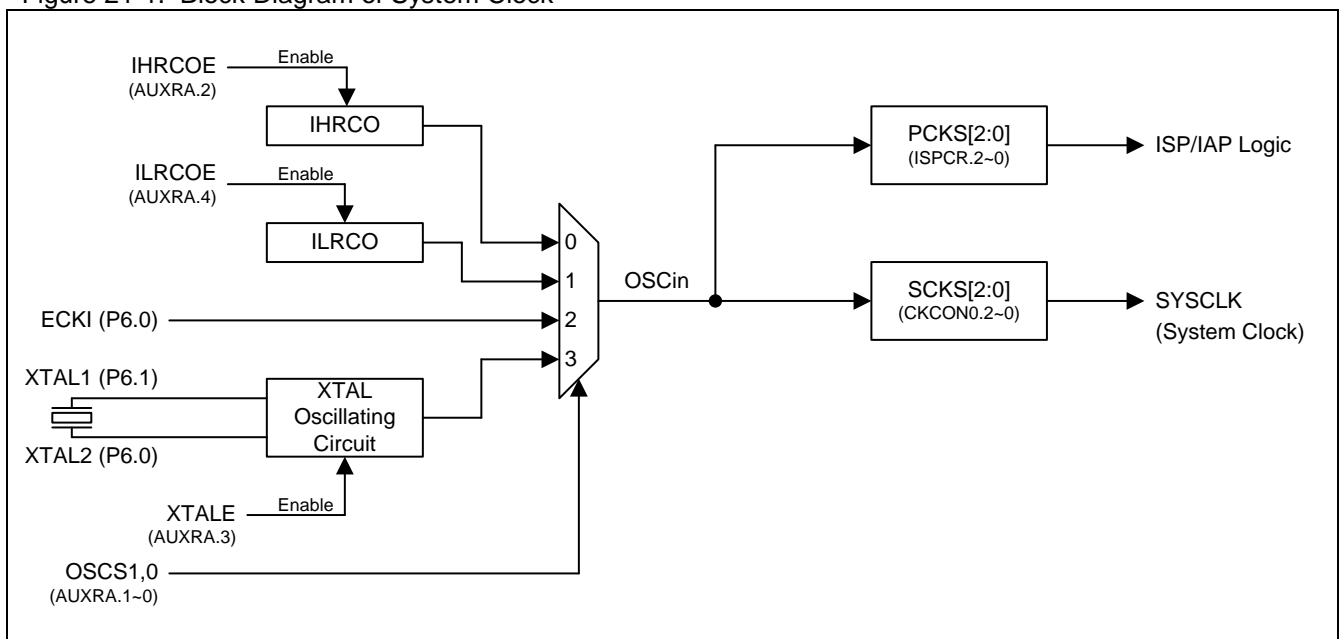 Figure 21-1. Block Diagram of System Clock
IHRCOE
(AUXRA.2)
Enable
IHRCO
ILRCOE
(AUXRA.4)
Enable
ILRCO
ECKI (P6.0)
XTAL1 (P6.1)
XTAL2 (P6.0)
XTAL
Oscillating
Circuit
XTALE
(AUXRA.3)
Enable
OSCS1,0
(AUXRA.1~0)
0
1
2
3
OSCin
PCKS[2:0]
(ISPCR.2~0)
ISP/IAP Logic
SCKS[2:0]
(CKCON0.2~0)
SYSCLK
(System Clock)